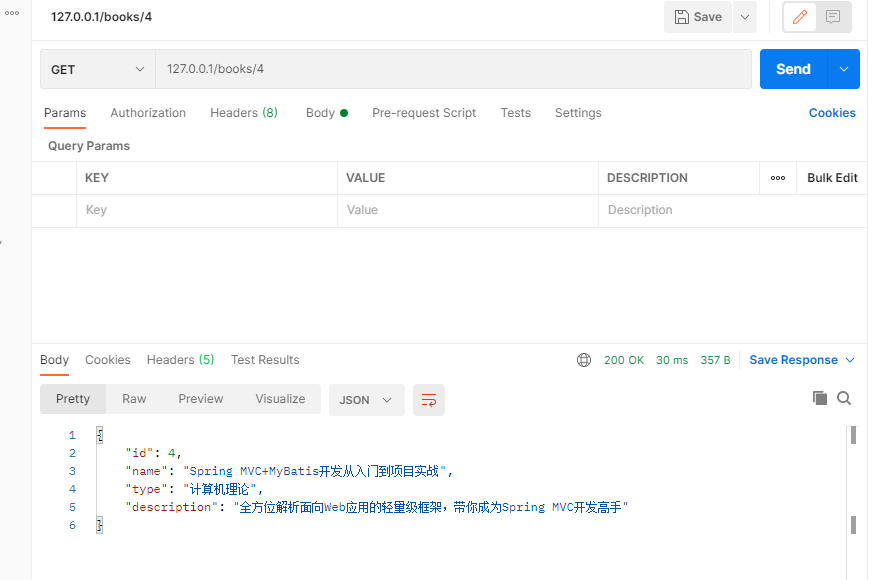 127.0.0.1/books/4 Save
GET 127.0.0.1/books/4 Send
Params Authorization Headers (8) Body Pre-request Script Tests Settings Cookies
Query Params
KEY VALUE DESCRIPTION Bulk Edit
Key Value Description
Body Cookies Headers (5) Test Results 200 OK 30 ms 357 B Save Response
Pretty Raw Preview Visualize JSON
1 {
2 "id": 4,
3 "name": "Spring MVC+MyBatis开发从入门到项目实战",
4 "type": "计算机理论",
5 "description": "全方位解析面向Web应用的轻量级框架，带你成为Spring MVC开发高手"
6 }